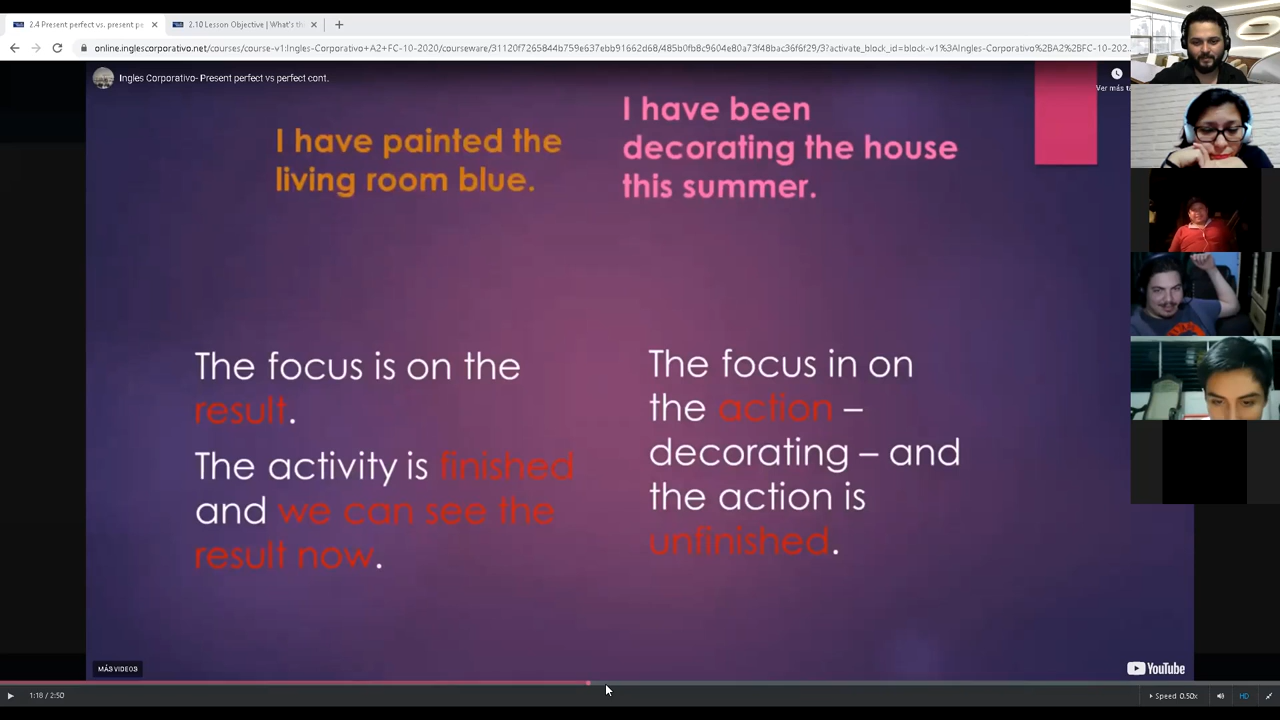 2.4 Present perfect vs. present pe
2.10 Lesson Objective | What's th
online.inglescorporativo.net/courses/course-v1:Ingles-Corporativo+A2+FC-10-2020/courseware/31120f7265844b759e637ebb91662d68/485b0fb8c9604e80a73f48bac36f6f29/3?activate_block_id=block-v1%3AIngles-Corporativo%2BA2%2BFC-10-202...
Ingles Corporativo- Present perfect vs perfect cont.
Ver más ta
I have painted the
living room blue.
I have been
decorating the house
this summer.
The focus is on the
result.
The activity is finished
and we can see the
result now.
The focus in on
the action –
decorating – and
the action is
unfinished.
MÁS VIDEOS
YouTube
1:18 / 2:50
Speed 0.50x
HD